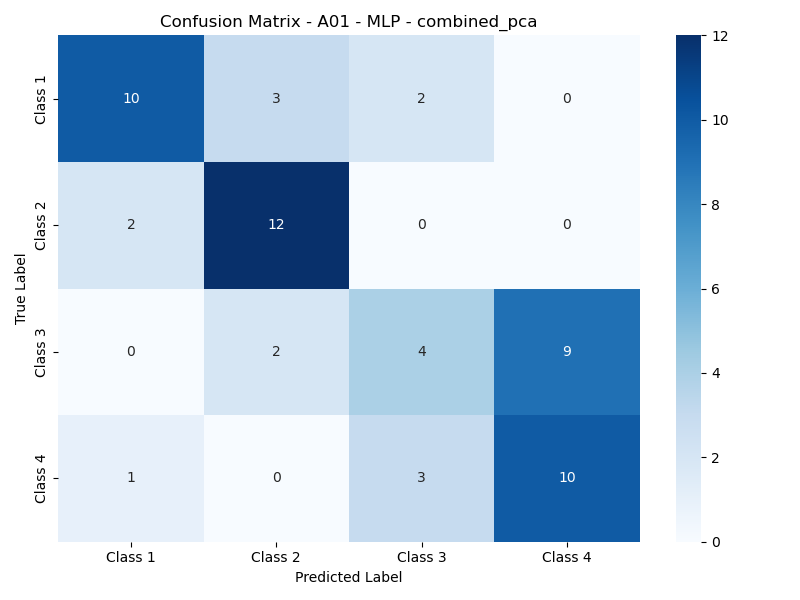 Confusion Matrix - A01 - MLP - combined_pca
True Label
Class 1
10 3 2 0
Class 2
2 12 0 0
Class 3
0 2 4 9
Class 4
1 0 3 10
Class 1 Class 2 Class 3 Class 4
Predicted Label
12
10
8
6
4
2
0